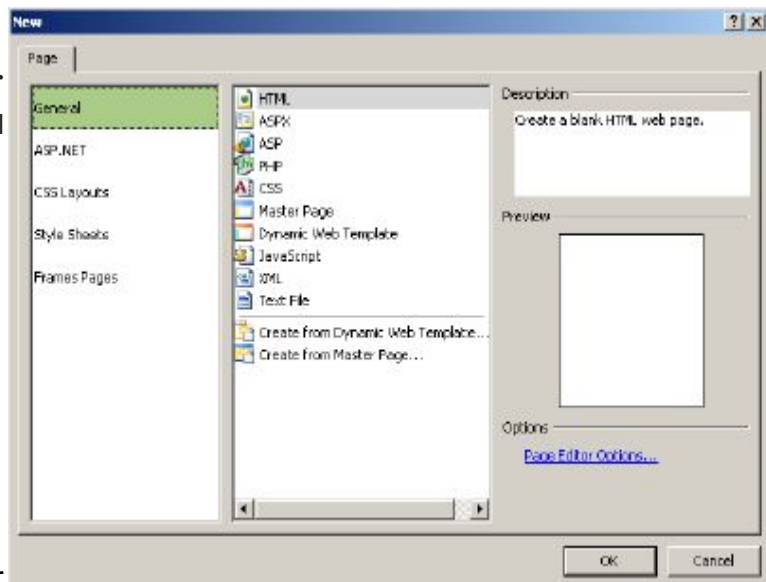 New
Page
General
ASP.NET
CSS Layouts
Style Sheets
Frames Pages
HTML
ASPX
ASP
PHP
CSS
Master Page
Dynamic Web Template
JavaScript
XML
Text File
Create from Dynamic Web Template...
Create from Master Page...
Description
Create a blank HTML web page.
Preview
Options
Page Editor Options...
OK
Cancel